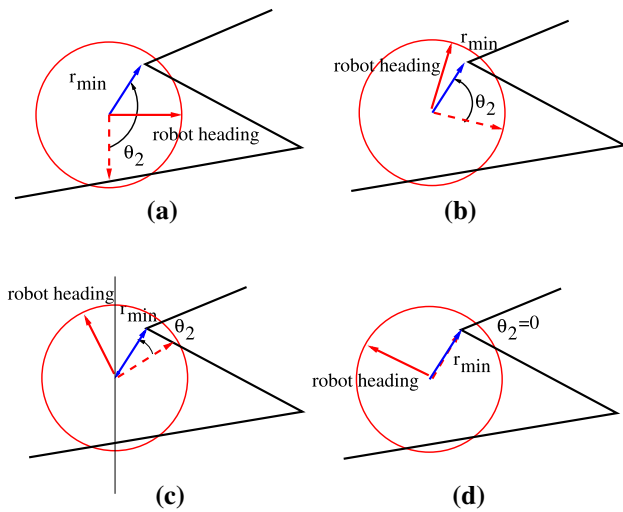 r_min
robot heading
θ_2
(a)
r_min
robot heading
θ_2
(b)
robot heading
r_min
θ_2
(c)
θ_2=0
r_min
robot heading
(d)